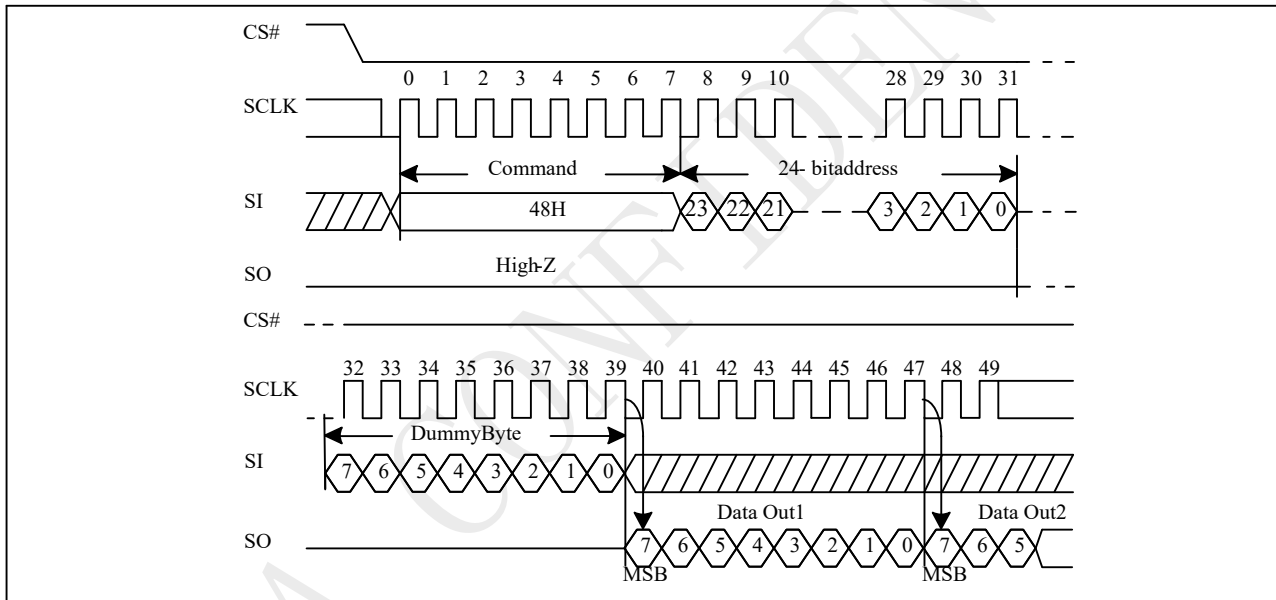 CS#
0 1 2 3 4 5 6 7 8 9 10 28 29 30 31
SCLK
Command 24- bitaddress
SI
48H 23 22 21 3 2 1 0
High-Z
SO
CS#
32 33 34 35 36 37 38 39 40 41 42 43 44 45 46 47 48 49
SCLK
DummyByte
SI
7 6 5 4 3 2 1 0
Data Out1 Data Out2
SO
7 6 5 4 3 2 1 0 7 6 5
MSB MSB
A CONFIDEN